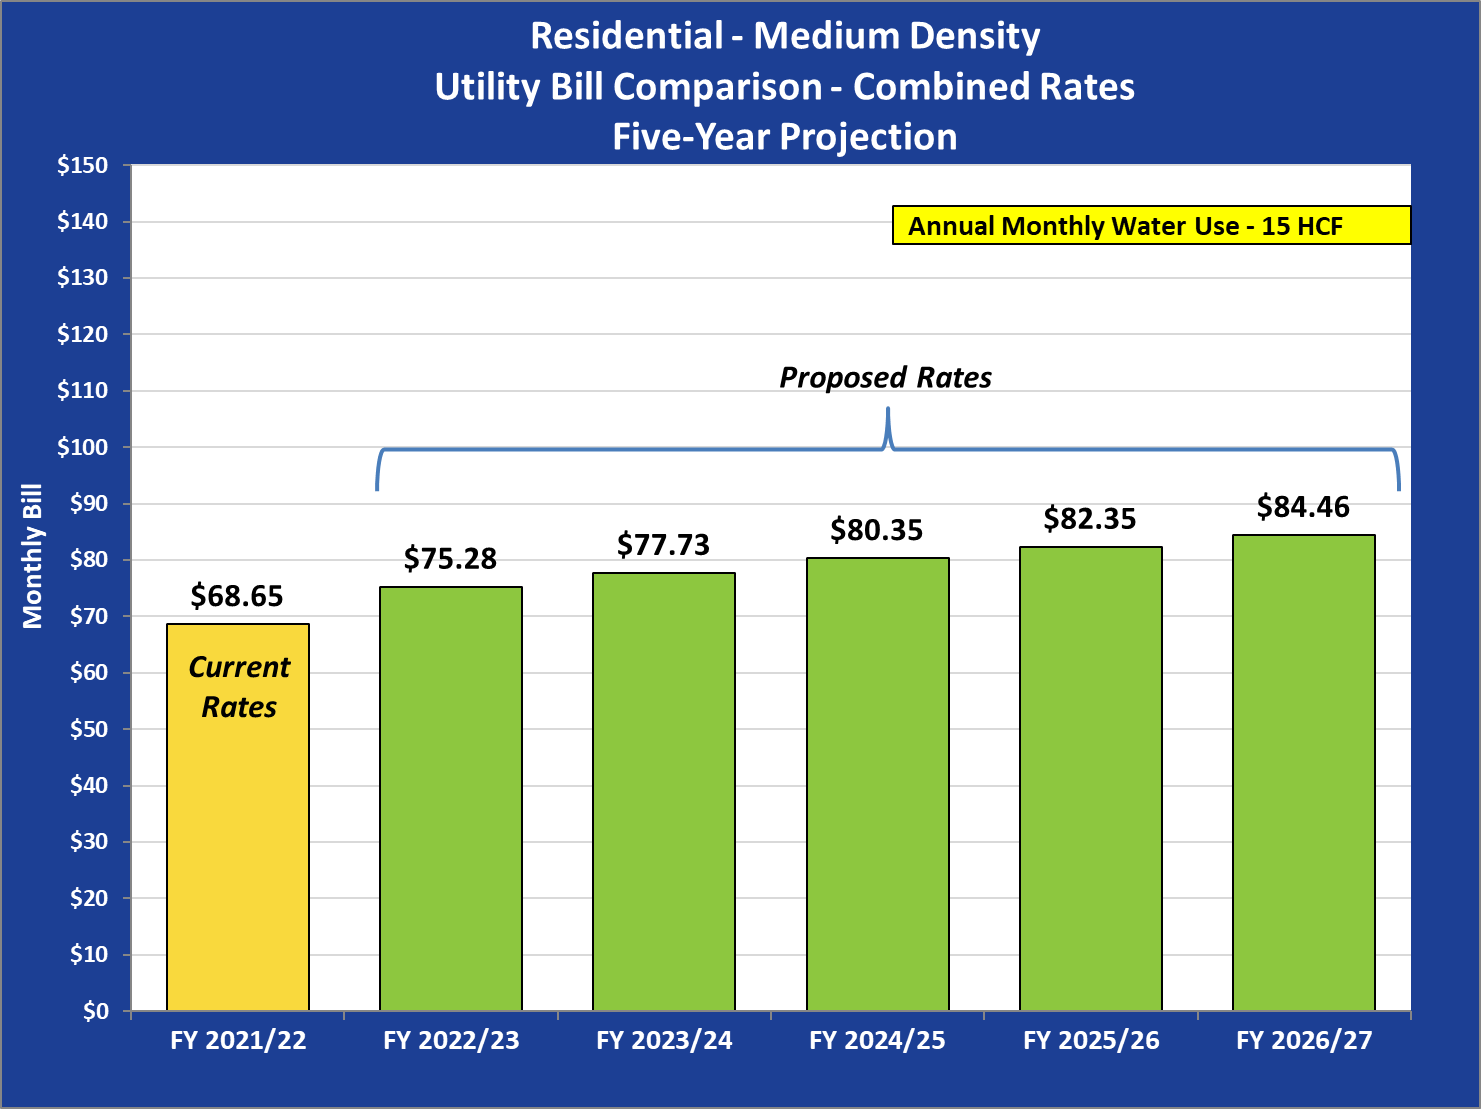 Residential - Medium Density
Utility Bill Comparison - Combined Rates
Five-Year Projection
$150
$140
$130
$120
$110
$100
$90
$80
$70
$60
$50
$40
$30
$20
$10
$0
Monthly Bill
Annual Monthly Water Use - 15 HCF
Proposed Rates
$68.65
$75.28
$77.73
$80.35
$82.35
$84.46
Current
Rates
FY 2021/22
FY 2022/23
FY 2023/24
FY 2024/25
FY 2025/26
FY 2026/27